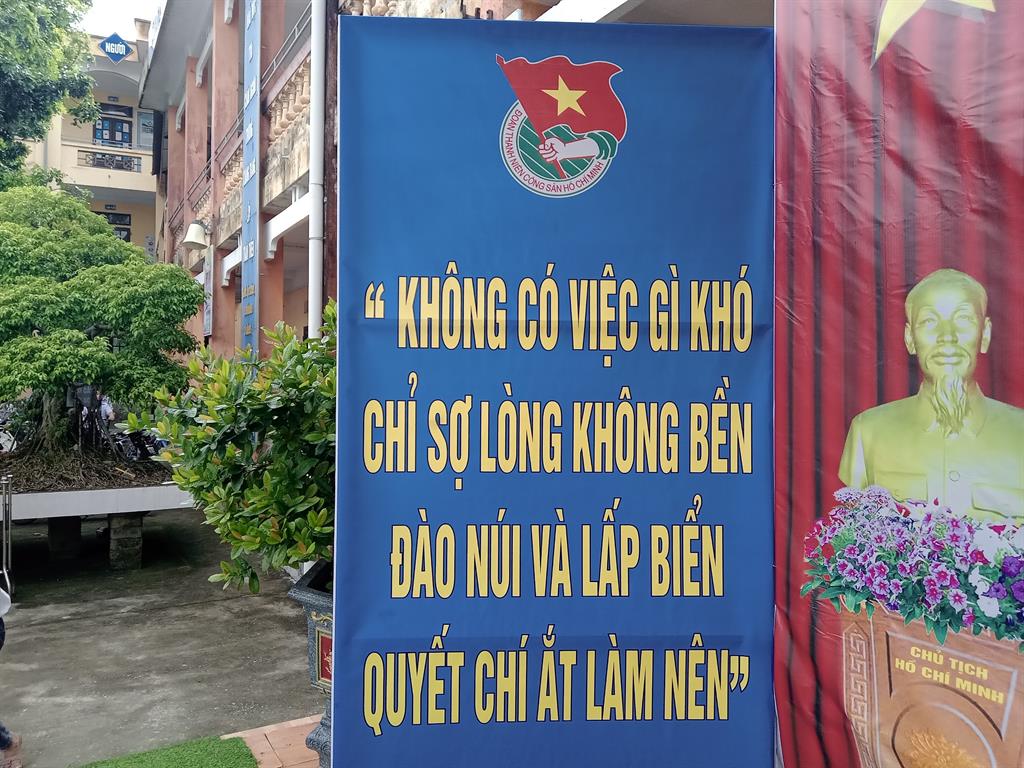 NGƯỜI
ĐOÀN THANH NIÊN CỘNG SẢN HỒ CHÍ MINH
“ KHÔNG CÓ VIỆC GÌ KHÓ
CHỈ SỢ LÒNG KHÔNG BỀN
ĐÀO NÚI VÀ LẤP BIỂN
QUYẾT CHÍ ẮT LÀM NÊN”
CHỦ TỊCH
HỒ CHÍ MINH